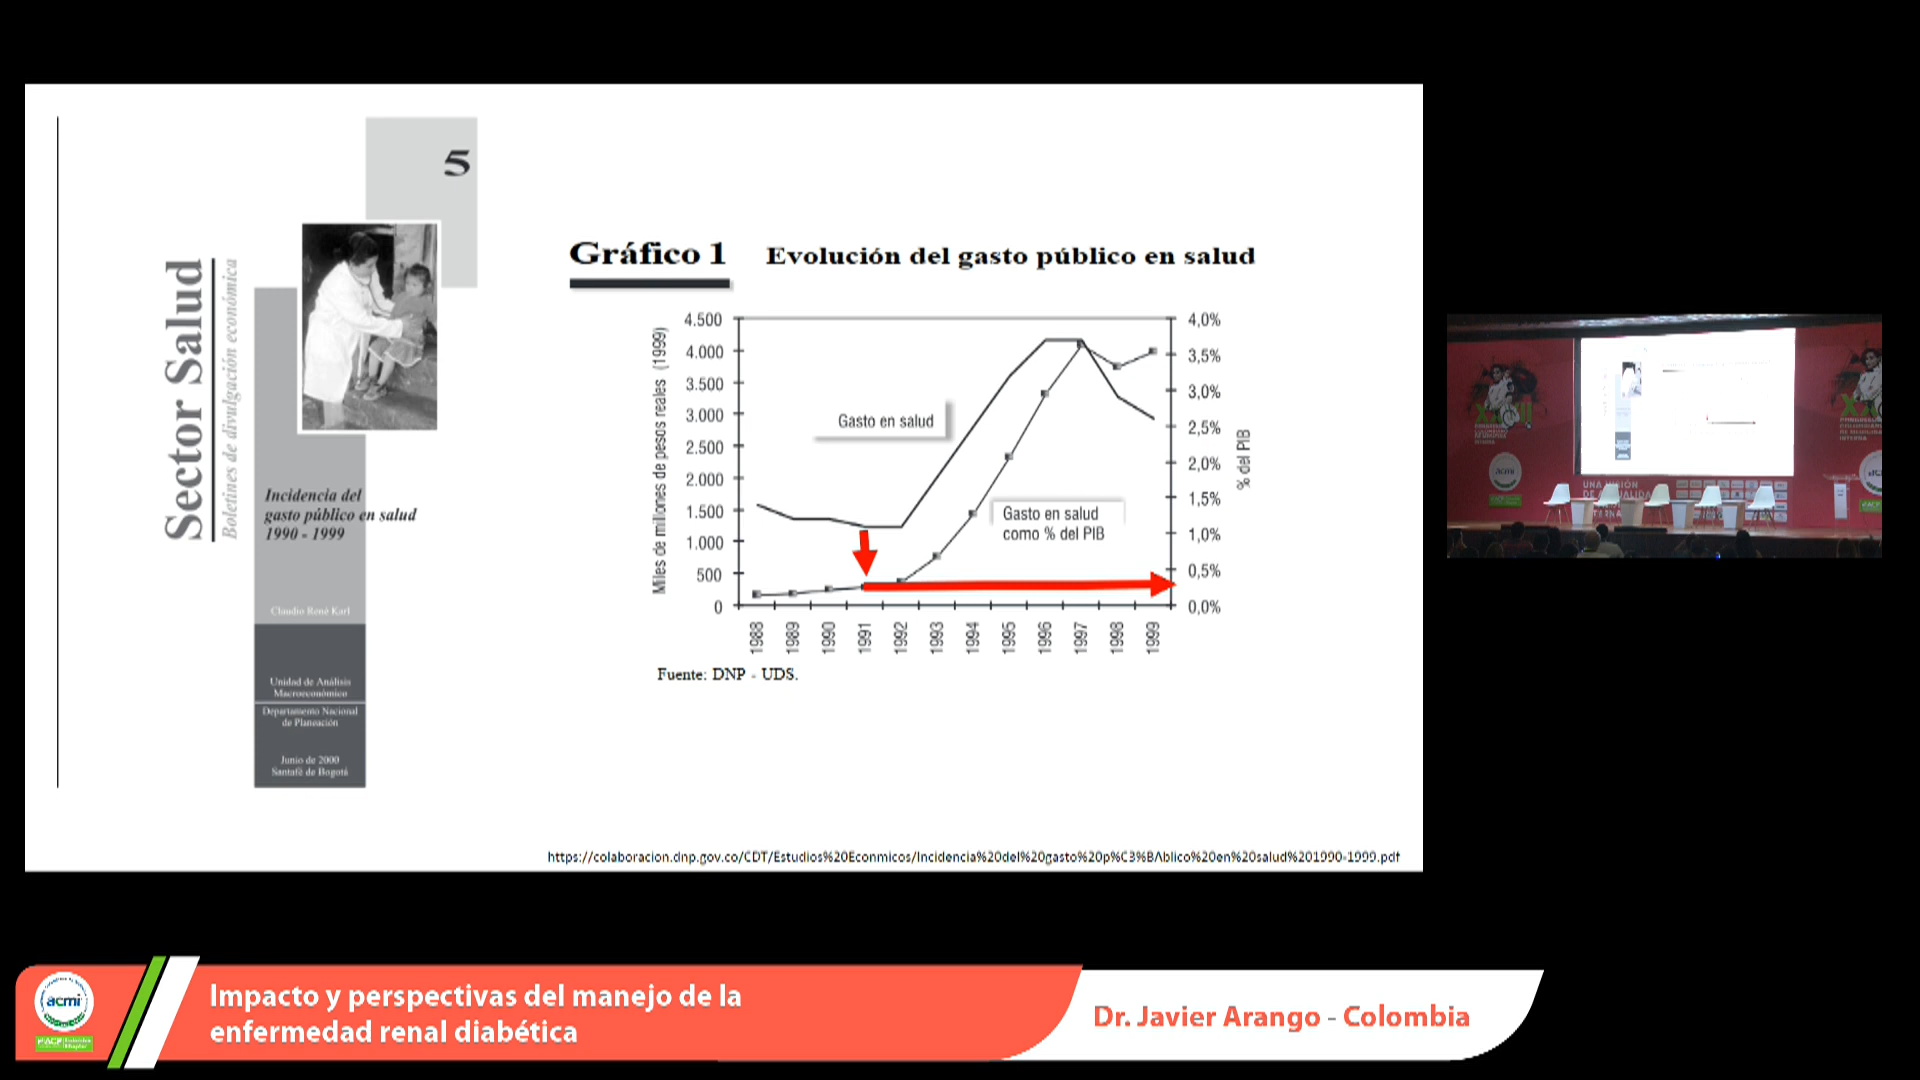 5
Sector Salud
Boletines de divulgación económica
Incidencia del
gasto público en salud
1990 - 1999
Claudio René Karl
Unidad de Análisis
Macroeconómico
Departamento Nacional
de Planeación
Junio de 2000
Santafé de Bogotá
Gráfico 1 Evolución del gasto público en salud
Miles de millones de pesos reales (1999)
4.500
4.000
3.500
3.000
2.500
2.000
1.500
1.000
500
0
Gasto en salud
Gasto en salud
como % del PIB
4,0%
3,5%
3,0%
2,5%
2,0%
1,5%
1,0%
0,5%
0,0%
% del PIB
1988 1989 1990 1991 1992 1993 1994 1995 1996 1997 1998 1999
Fuente: DNP - UDS.
https://colaboracion.dnp.gov.co/CDT/Estudios%20Econmicos/Incidencia%20del%20gasto%20p%C3%BAblico%20en%20salud%201990-1999.pdf
acmi
Impacto y perspectivas del manejo de la
enfermedad renal diabética
Dr. Javier Arango - Colombia